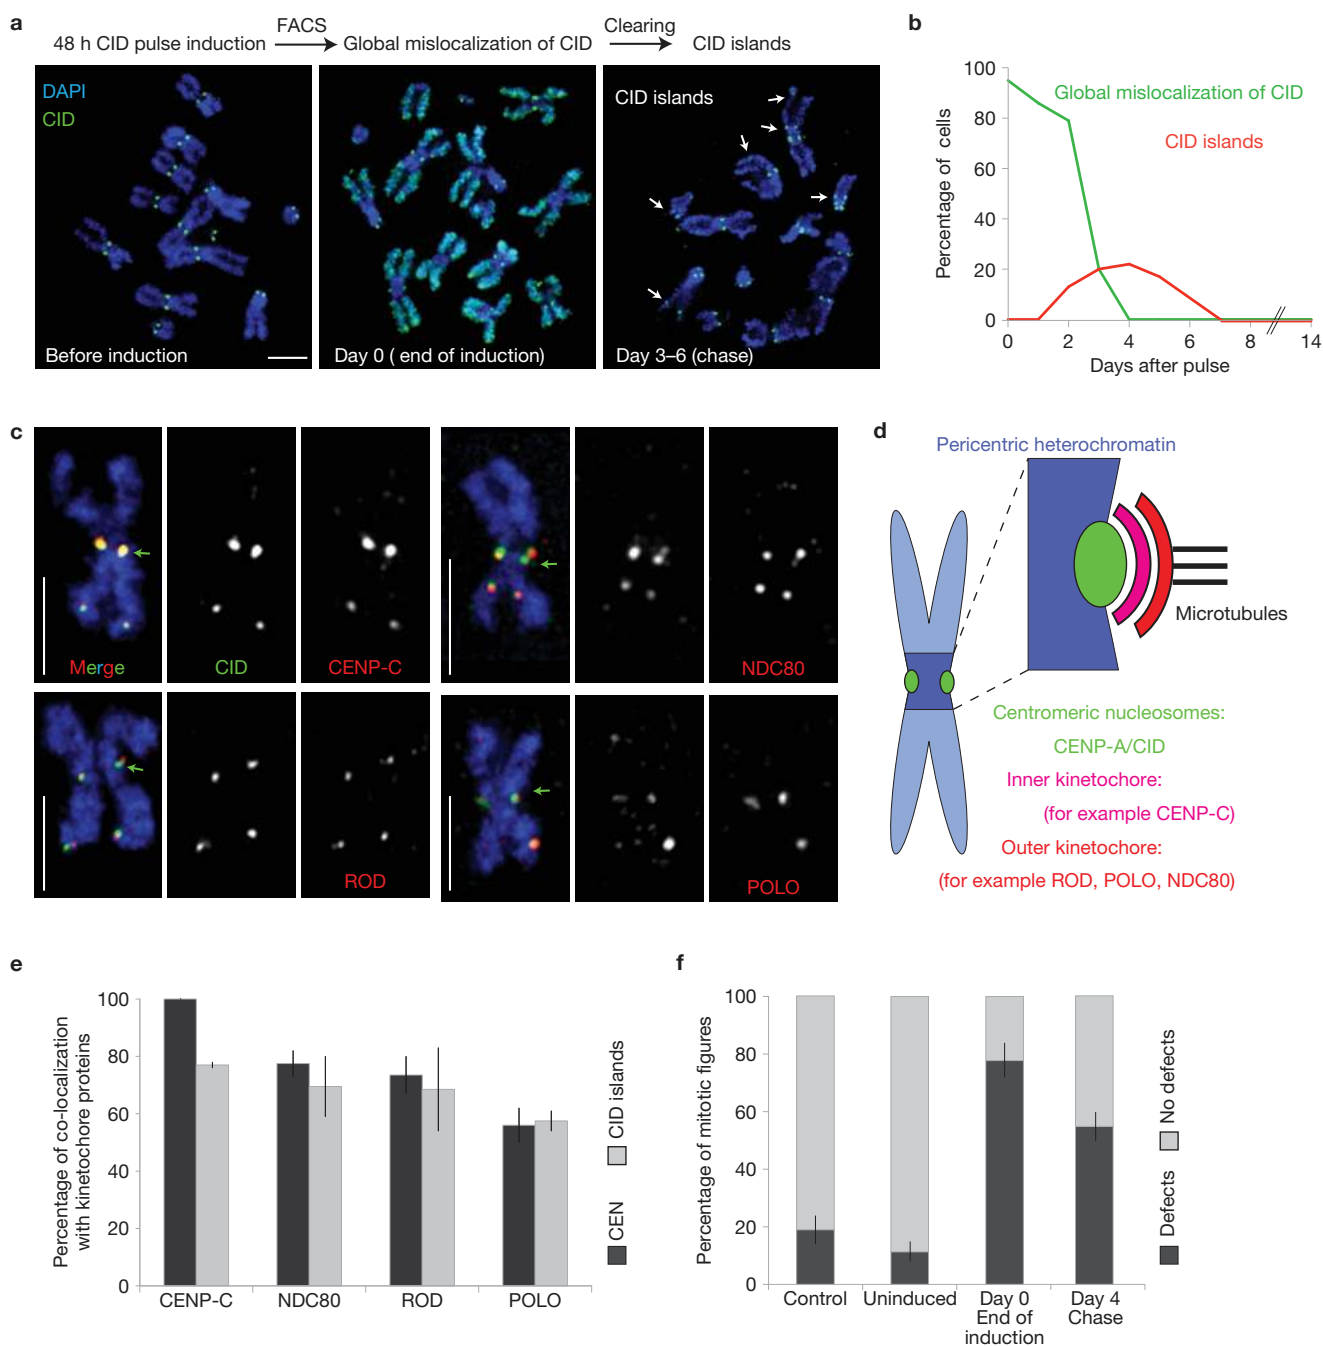 a
FACS
Clearing
48 h CID pulse induction
Global mislocalization of CID
CID islands
DAPI
CID
CID islands
Before induction
Day 0 ( end of induction)
Day 3–6 (chase)
b
100
80
60
40
20
0
Percentage of cells
Global mislocalization of CID
CID islands
0
2
4
6
8
14
Days after pulse
c
Merge
CID
CENP-C
NDC80
ROD
POLO
d
Pericentric heterochromatin
Microtubules
Centromeric nucleosomes:
CENP-A/CID
Inner kinetochore:
(for example CENP-C)
Outer kinetochore:
(for example ROD, POLO, NDC80)
e
Percentage of co-localization
with kinetochore proteins
100
80
60
40
20
0
CENP-C
NDC80
ROD
POLO
CEN
CID islands
f
Percentage of mitotic figures
100
80
60
40
20
0
Control
Uninduced
Day 0
End of
induction
Day 4
Chase
Defects
No defects